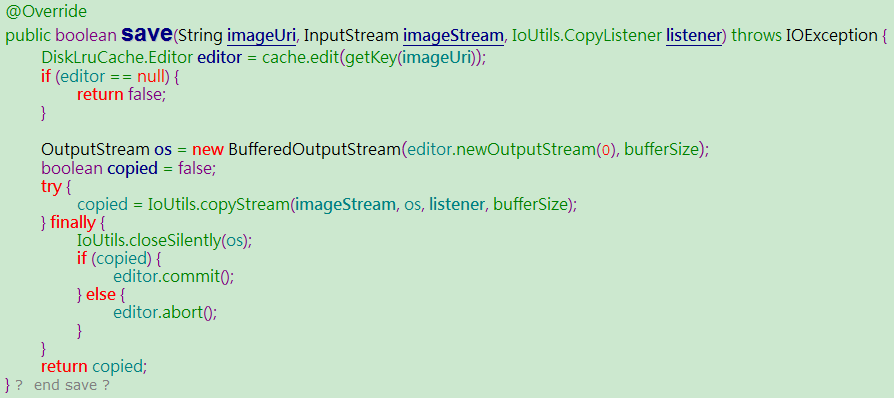 @Override
public boolean save(String imageUri, InputStream imageStream, IoUtils.CopyListener listener) throws IOException {
DiskLruCache.Editor editor = cache.edit(getKey(imageUri));
if (editor == null) {
return false;
}
OutputStream os = new BufferedOutputStream(editor.newOutputStream(0), bufferSize);
boolean copied = false;
try {
copied = IoUtils.copyStream(imageStream, os, listener, bufferSize);
} finally {
IoUtils.closeSilently(os);
if (copied) {
editor.commit();
} else {
editor.abort();
}
}
return copied;
} ? end save ?